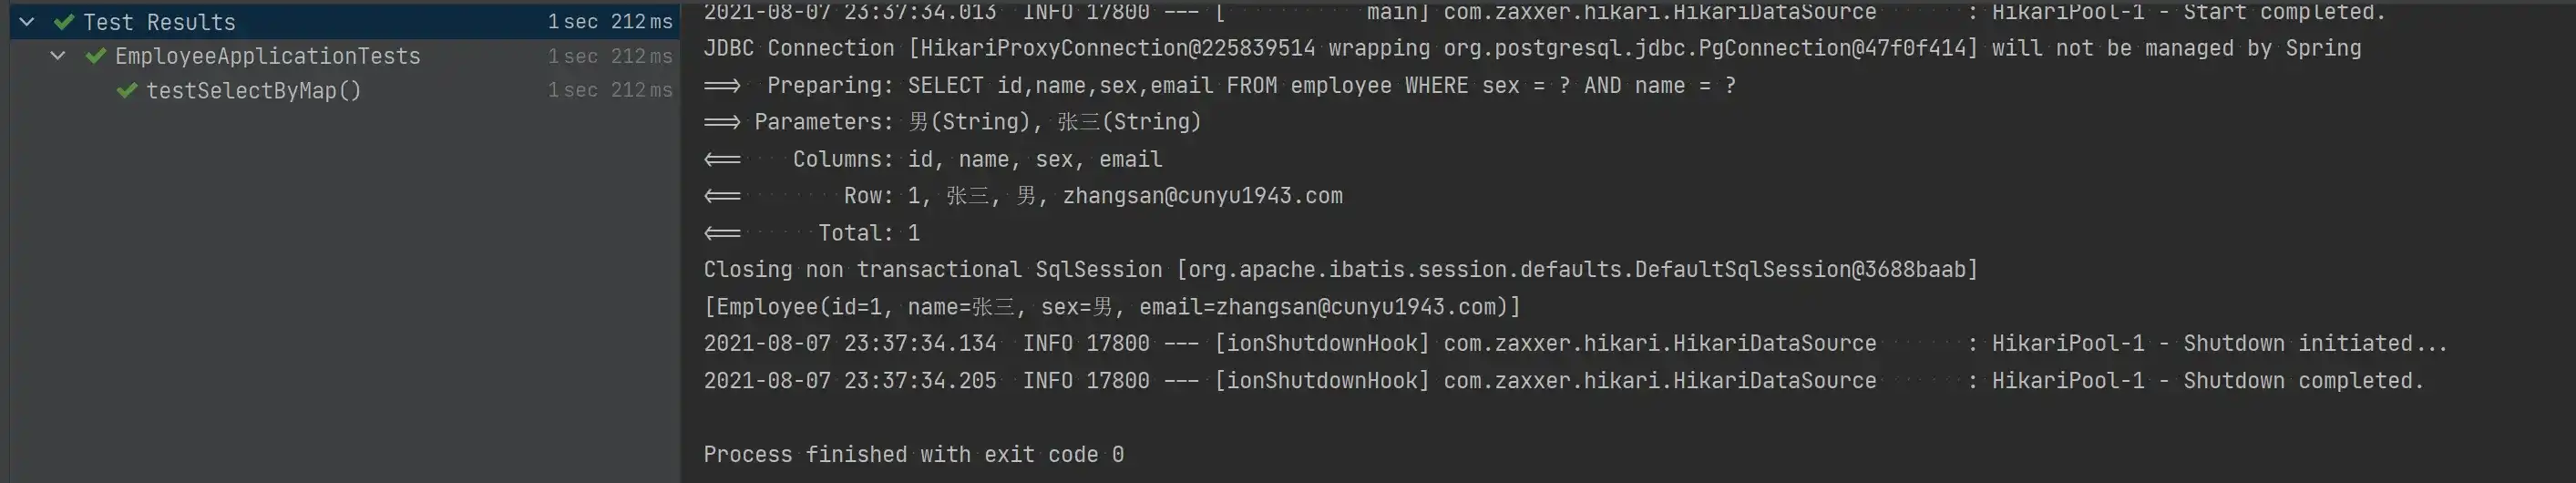 Test Results 1 sec 212 ms
EmployeeApplicationTests 1 sec 212 ms
testSelectByMap() 1 sec 212 ms
2021-08-07 23:37:34.013  INFO 17800 --- [           main] com.zaxxer.hikari.HikariDataSource       : HikariPool-1 - Start completed.
JDBC Connection [HikariProxyConnection@225839514 wrapping org.postgresql.jdbc.PgConnection@47f0f414] will not be managed by Spring
==>  Preparing: SELECT id,name,sex,email FROM employee WHERE sex = ? AND name = ?
==> Parameters: 男(String), 张三(String)
<==    Columns: id, name, sex, email
<==        Row: 1, 张三, 男, zhangsan@cunyu1943.com
<==      Total: 1
Closing non transactional SqlSession [org.apache.ibatis.session.defaults.DefaultSqlSession@3688baab]
[Employee(id=1, name=张三, sex=男, email=zhangsan@cunyu1943.com)]
2021-08-07 23:37:34.134  INFO 17800 --- [ionShutdownHook] com.zaxxer.hikari.HikariDataSource       : HikariPool-1 - Shutdown initiated...
2021-08-07 23:37:34.205  INFO 17800 --- [ionShutdownHook] com.zaxxer.hikari.HikariDataSource       : HikariPool-1 - Shutdown completed.
Process finished with exit code 0